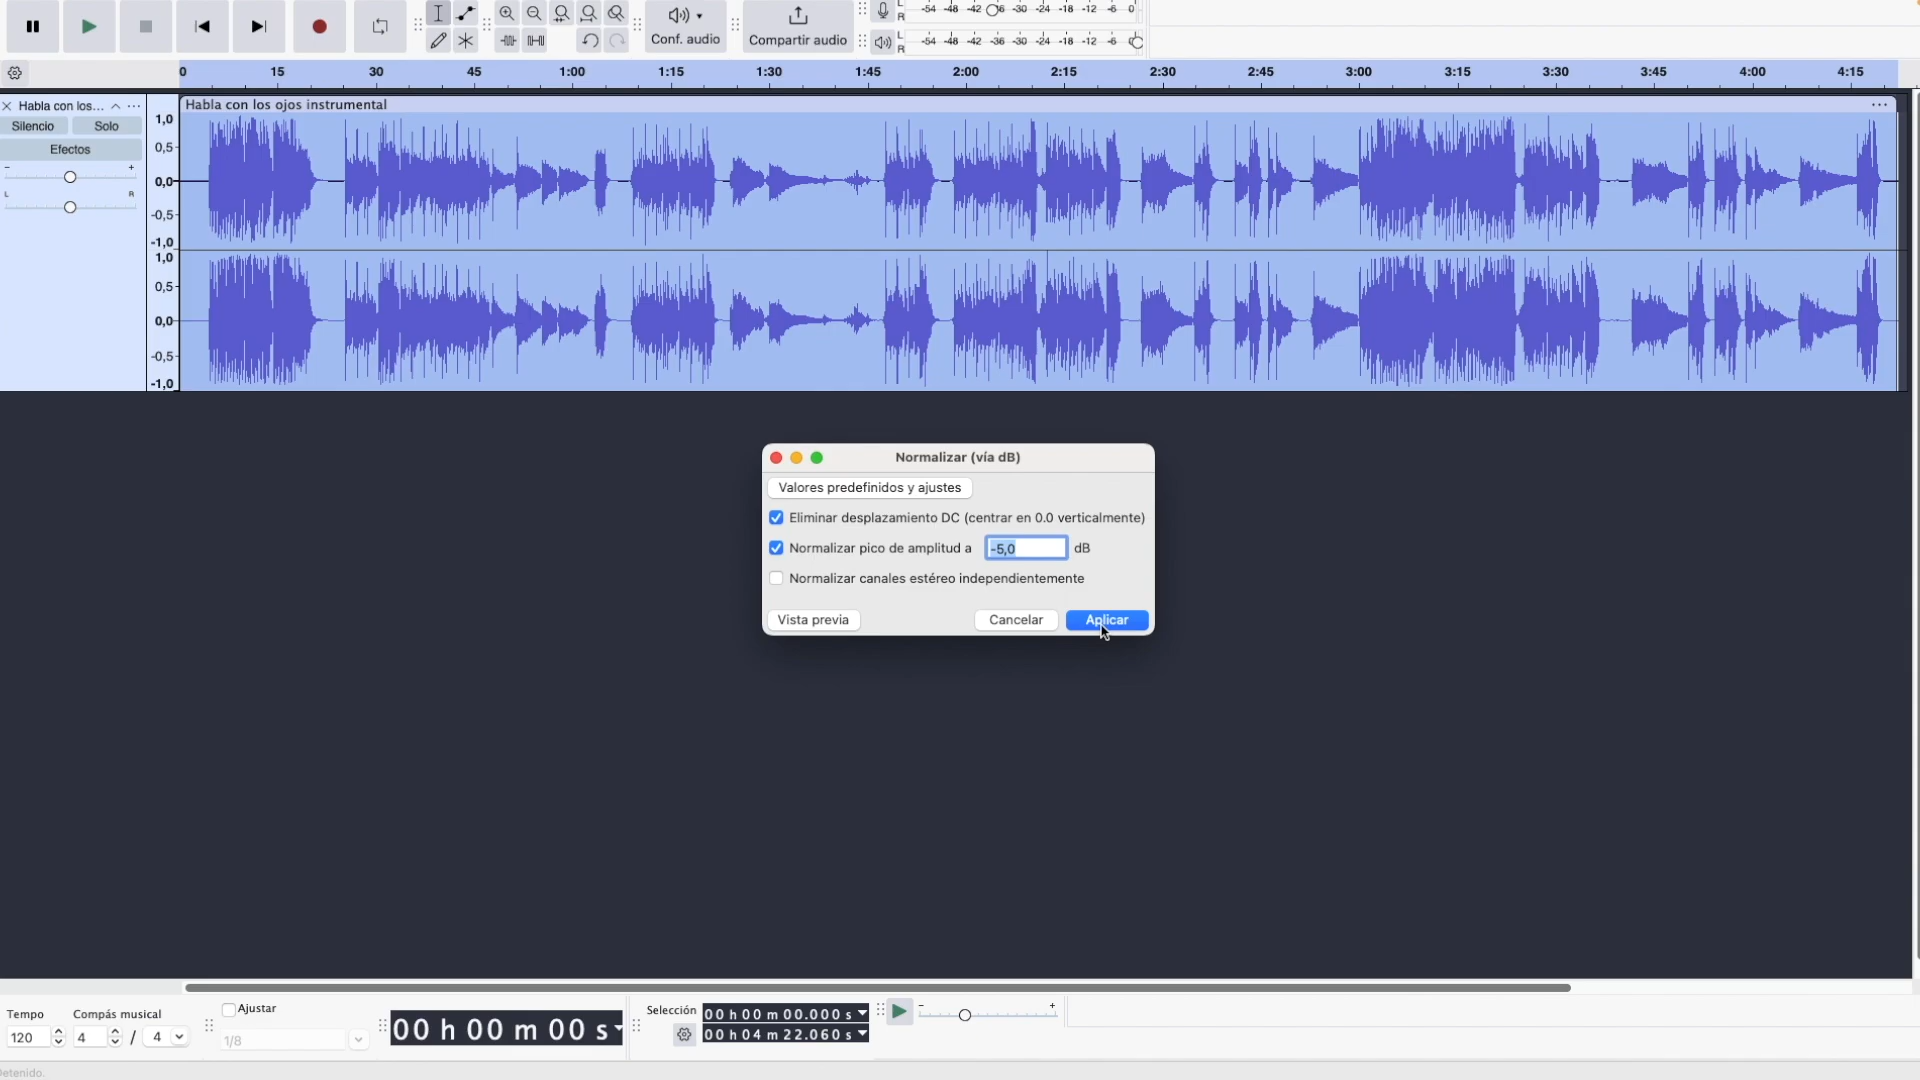 L -54 -48 -42 -36 -30 -24 -18 -12 -6 0
R
Conf. audio Compartir audio
L -54 -48 -42 -36 -30 -24 -18 -12 -6
R
0 15 30 45 1:00 1:15 1:30 1:45 2:00 2:15 2:30 2:45 3:00 3:15 3:30 3:45 4:00 4:15
Habla con los... Habla con los ojos instrumental
Silencio Solo
Efectos
- +
L R
1,0
0,5
0,0
-0,5
-1,0
1,0
0,5
0,0
-0,5
-1,0
Normalizar (vía dB)
Valores predefinidos y ajustes
Eliminar desplazamiento DC (centrar en 0.0 verticalmente)
Normalizar pico de amplitud a -5,0 dB
Normalizar canales estéreo independientemente
Vista previa Cancelar Aplicar
Tempo Compás musical Ajustar
120 4 / 4 1/8
00 h 00 m 00 s
Selección 00 h 00 m 00.000 s
00 h 04 m 22.060 s
- +
Detenido.